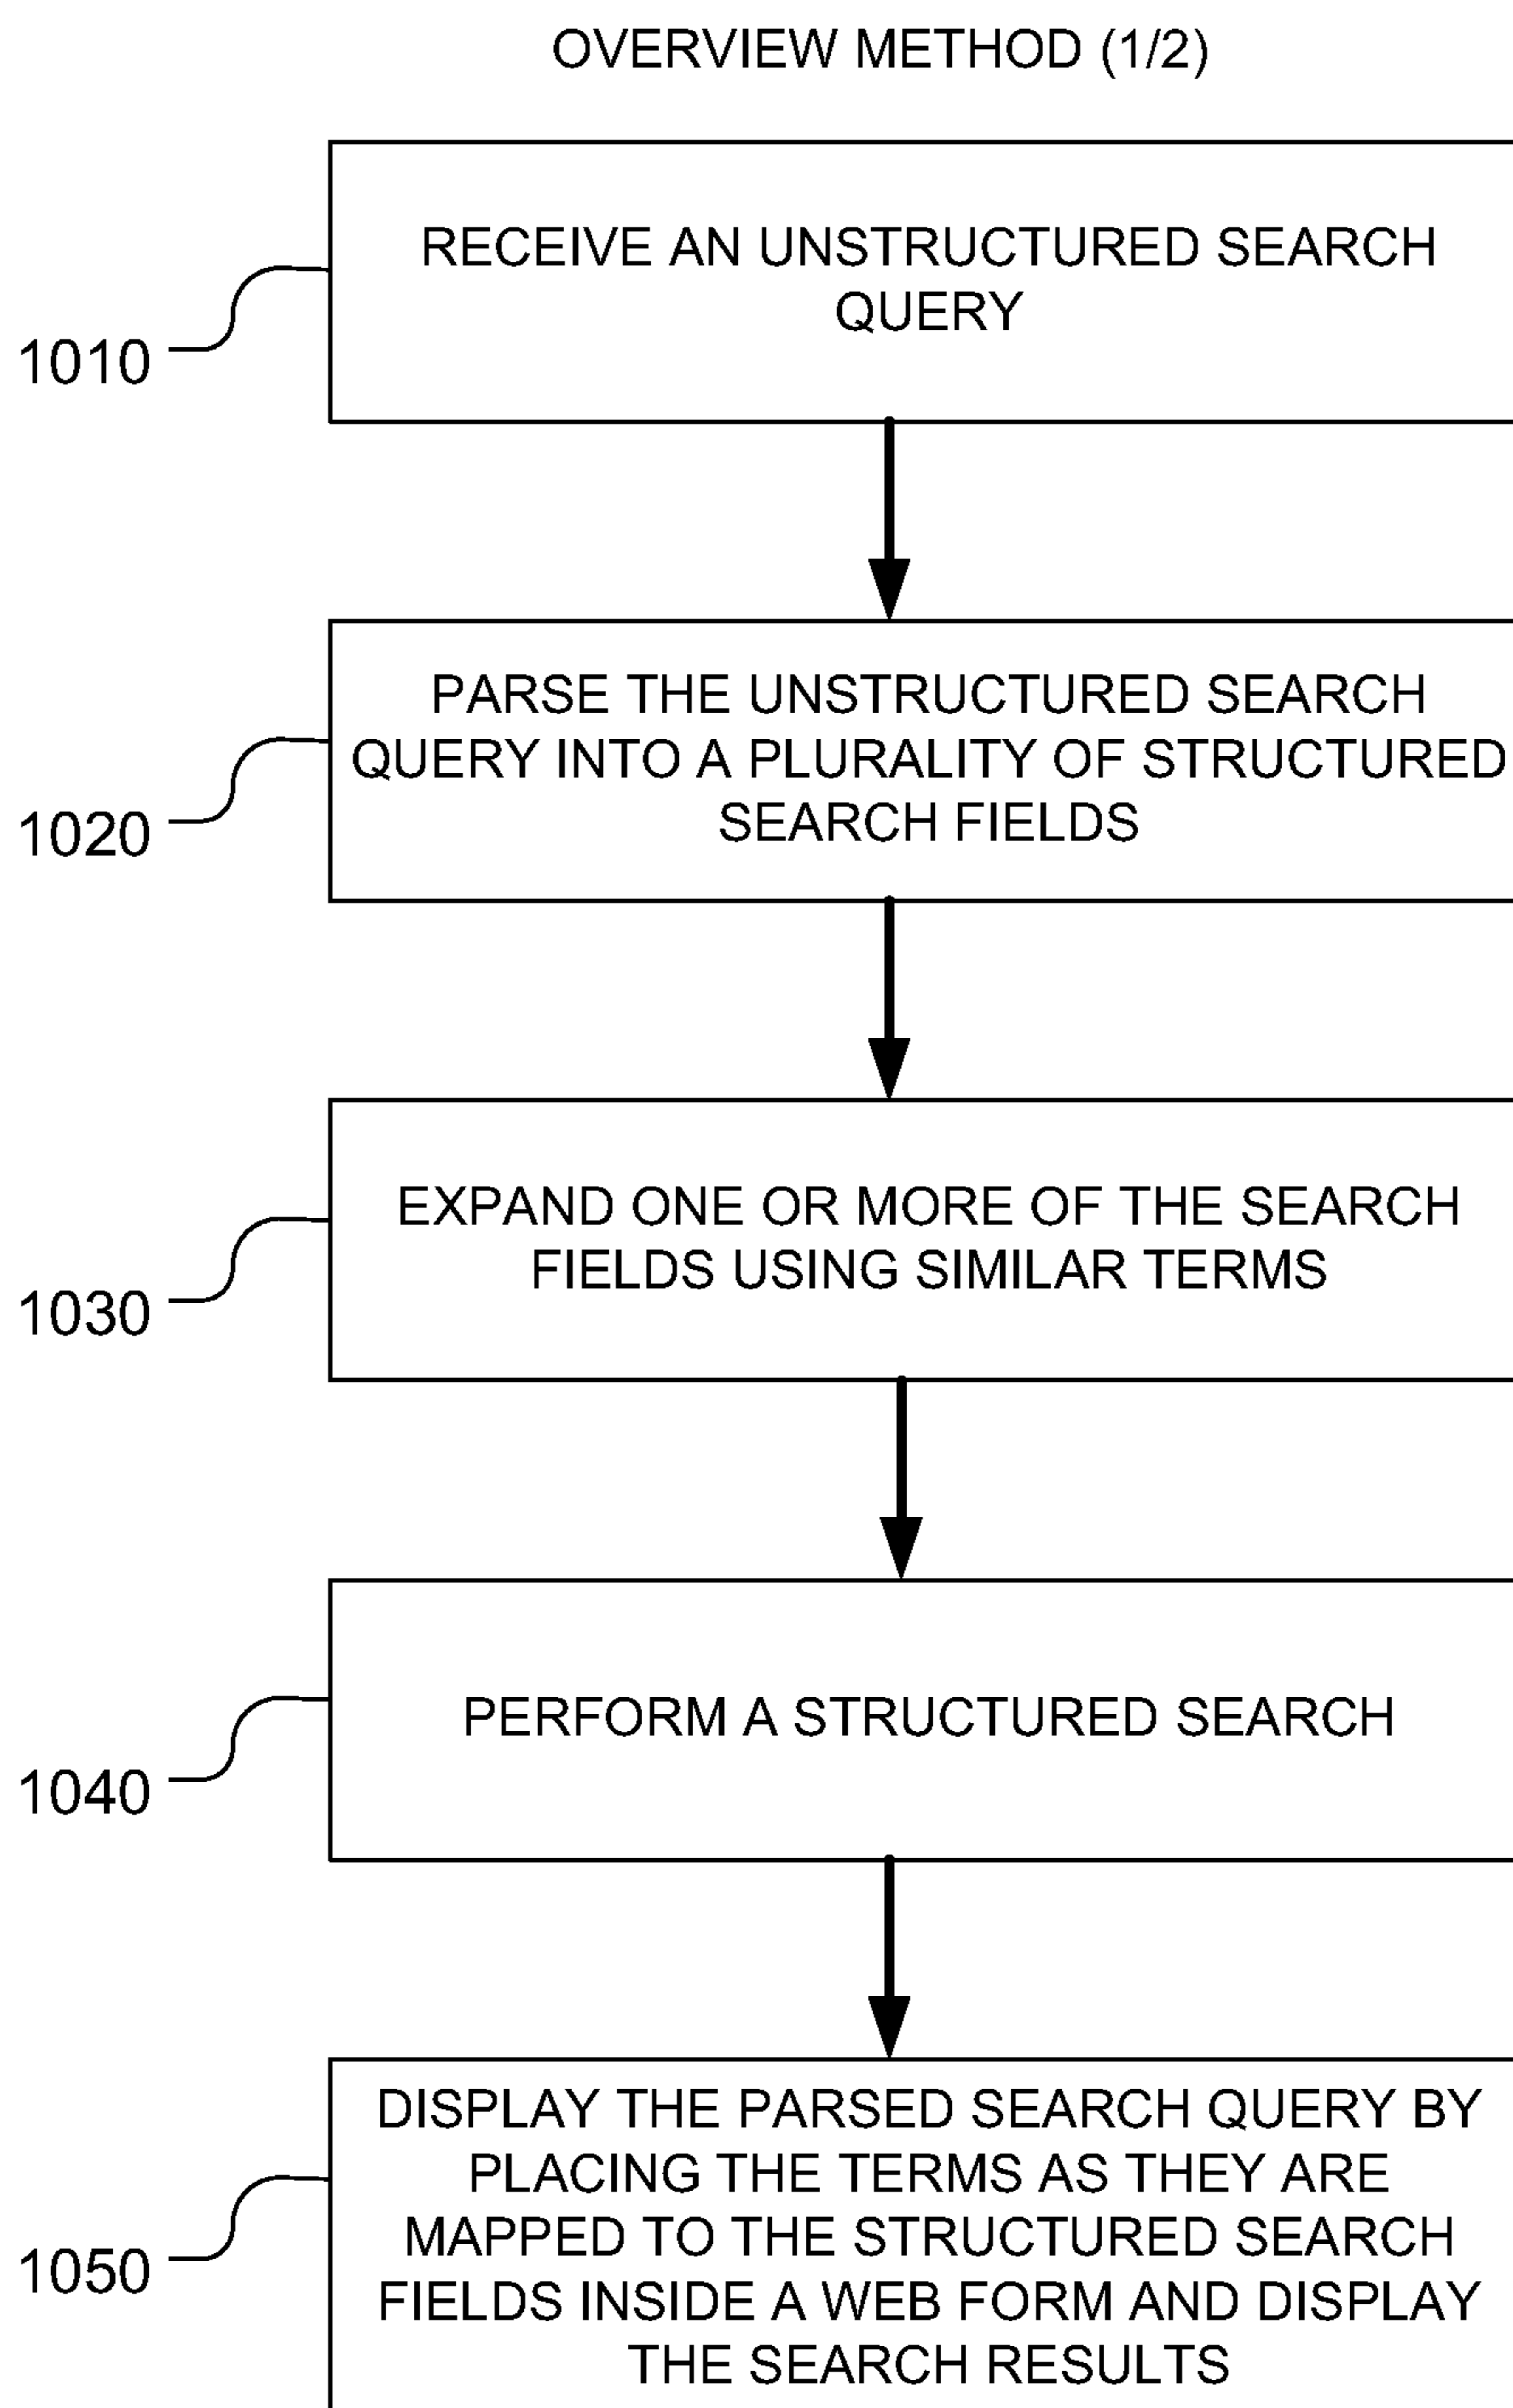 OVERVIEW METHOD (1/2)
RECEIVE AN UNSTRUCTURED SEARCH
QUERY
1010
PARSE THE UNSTRUCTURED SEARCH
QUERY INTO A PLURALITY OF STRUCTURED
SEARCH FIELDS
1020
EXPAND ONE OR MORE OF THE SEARCH
FIELDS USING SIMILAR TERMS
1030
PERFORM A STRUCTURED SEARCH
1040
DISPLAY THE PARSED SEARCH QUERY BY
PLACING THE TERMS AS THEY ARE
MAPPED TO THE STRUCTURED SEARCH
FIELDS INSIDE A WEB FORM AND DISPLAY
THE SEARCH RESULTS
1050